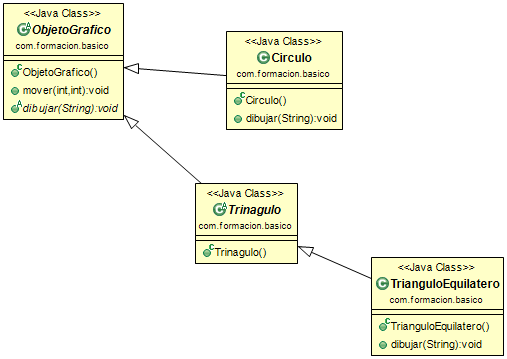 <<Java Class>>
ObjetoGrafico
com.formacion.basico
ObjetoGrafico()
mover(int,int):void
dibujar(String):void
<<Java Class>>
Circulo
com.formacion.basico
Circulo()
dibujar(String):void
<<Java Class>>
Trinagulo
com.formacion.basico
Trinagulo()
<<Java Class>>
TrianguloEquilatero
com.formacion.basico
TrianguloEquilatero()
dibujar(String):void